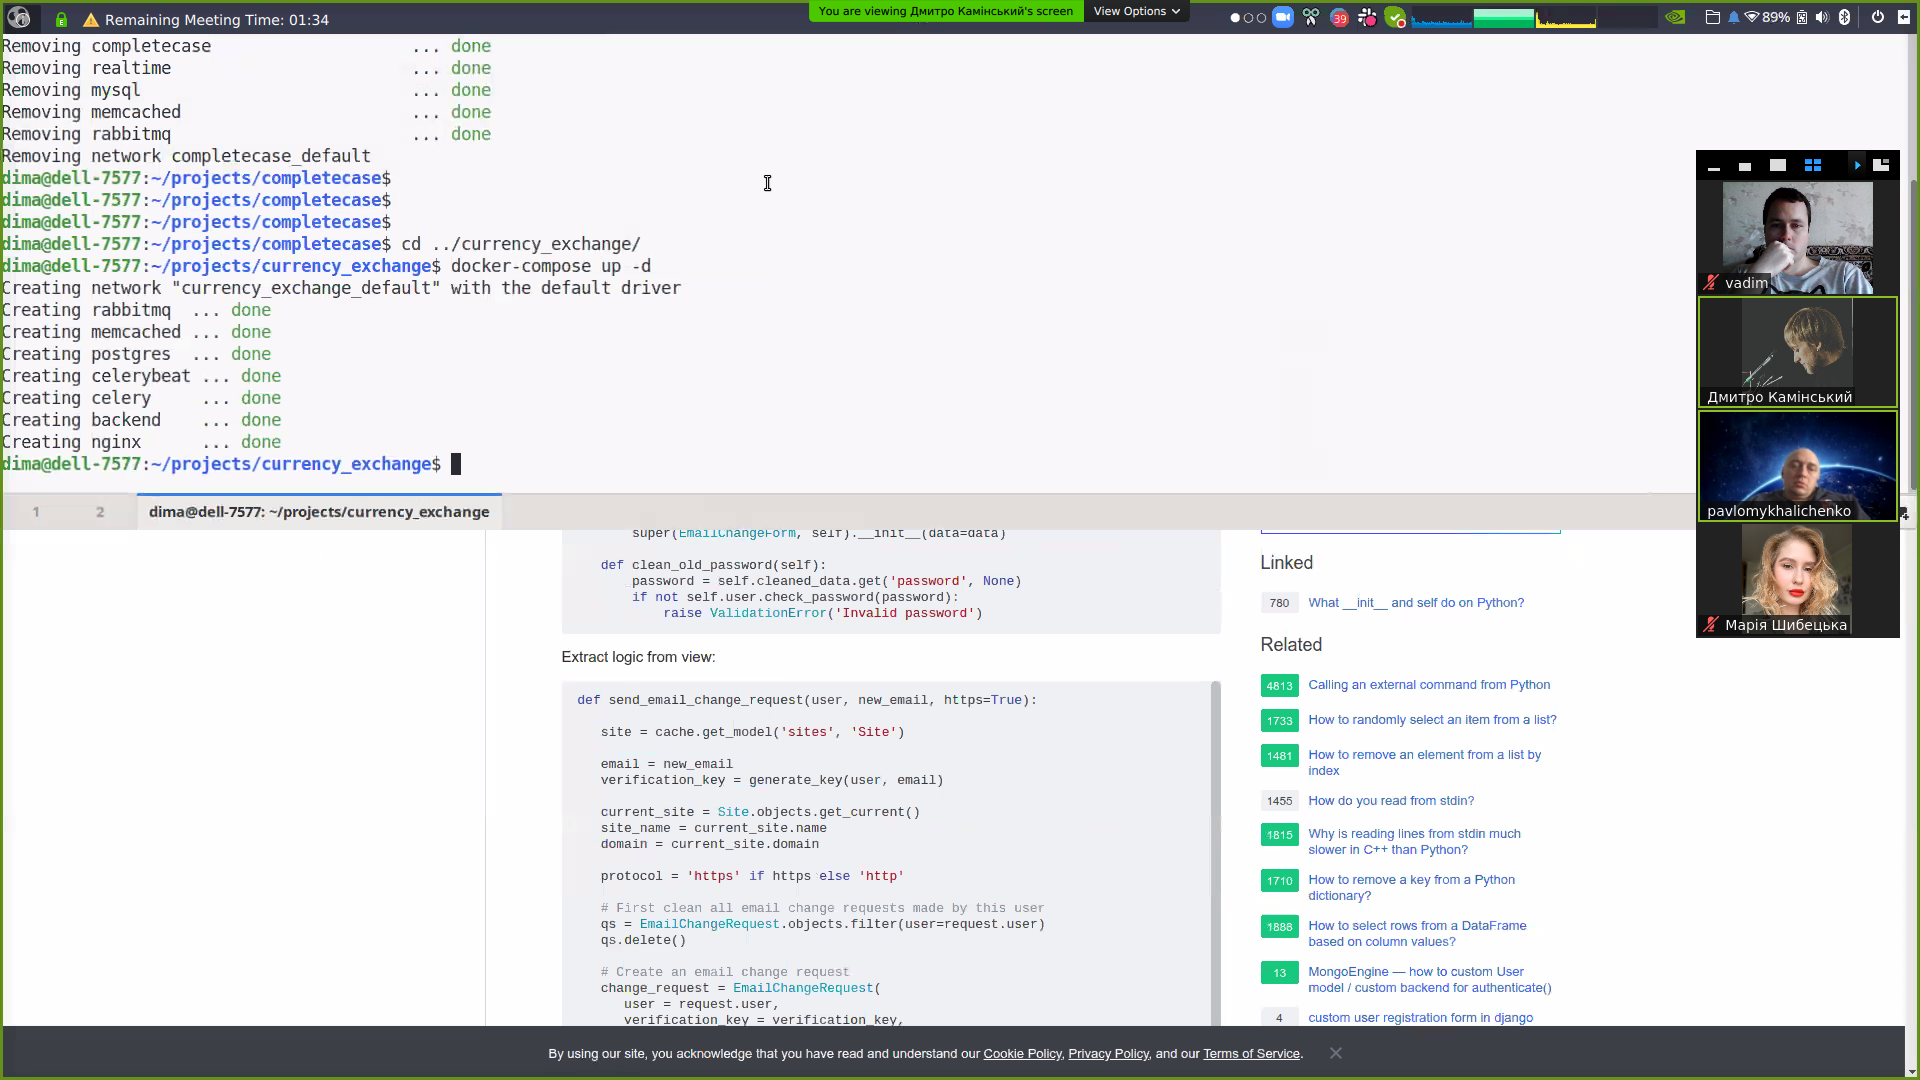 Remaining Meeting Time: 01:34
You are viewing Дмитро Камінський's screen
View Options
39
89%
Removing completecase ... done
Removing realtime ... done
Removing mysql ... done
Removing memcached ... done
Removing rabbitmq ... done
Removing network completecase_default
dima@dell-7577:~/projects/completecase$
dima@dell-7577:~/projects/completecase$
dima@dell-7577:~/projects/completecase$
dima@dell-7577:~/projects/completecase$ cd ../currency_exchange/
dima@dell-7577:~/projects/currency_exchange$ docker-compose up -d
Creating network "currency_exchange_default" with the default driver
Creating rabbitmq ... done
Creating memcached ... done
Creating postgres ... done
Creating celerybeat ... done
Creating celery ... done
Creating backend ... done
Creating nginx ... done
dima@dell-7577:~/projects/currency_exchange$
1
2
dima@dell-7577: ~/projects/currency_exchange
vadim
Дмитро Камінський
pavlomykhalichenko
Марія Шибецька
super(EmailChangeForm, self).__init__(data=data)
def clean_old_password(self):
password = self.cleaned_data.get('password', None)
if not self.user.check_password(password):
raise ValidationError('Invalid password')
Extract logic from view:
def send_email_change_request(user, new_email, https=True):
site = cache.get_model('sites', 'Site')
email = new_email
verification_key = generate_key(user, email)
current_site = Site.objects.get_current()
site_name = current_site.name
domain = current_site.domain
protocol = 'https' if https else 'http'
# First clean all email change requests made by this user
qs = EmailChangeRequest.objects.filter(user=request.user)
qs.delete()
# Create an email change request
change_request = EmailChangeRequest(
user = request.user,
verification_key = verification_key,
Linked
780 What __init__ and self do on Python?
Related
4813 Calling an external command from Python
1733 How to randomly select an item from a list?
1481 How to remove an element from a list by
index
1455 How do you read from stdin?
1815 Why is reading lines from stdin much
slower in C++ than Python?
1710 How to remove a key from a Python
dictionary?
1888 How to select rows from a DataFrame
based on column values?
13 MongoEngine — how to custom User
model / custom backend for authenticate()
4 custom user registration form in django
By using our site, you acknowledge that you have read and understand our Cookie Policy, Privacy Policy, and our Terms of Service.